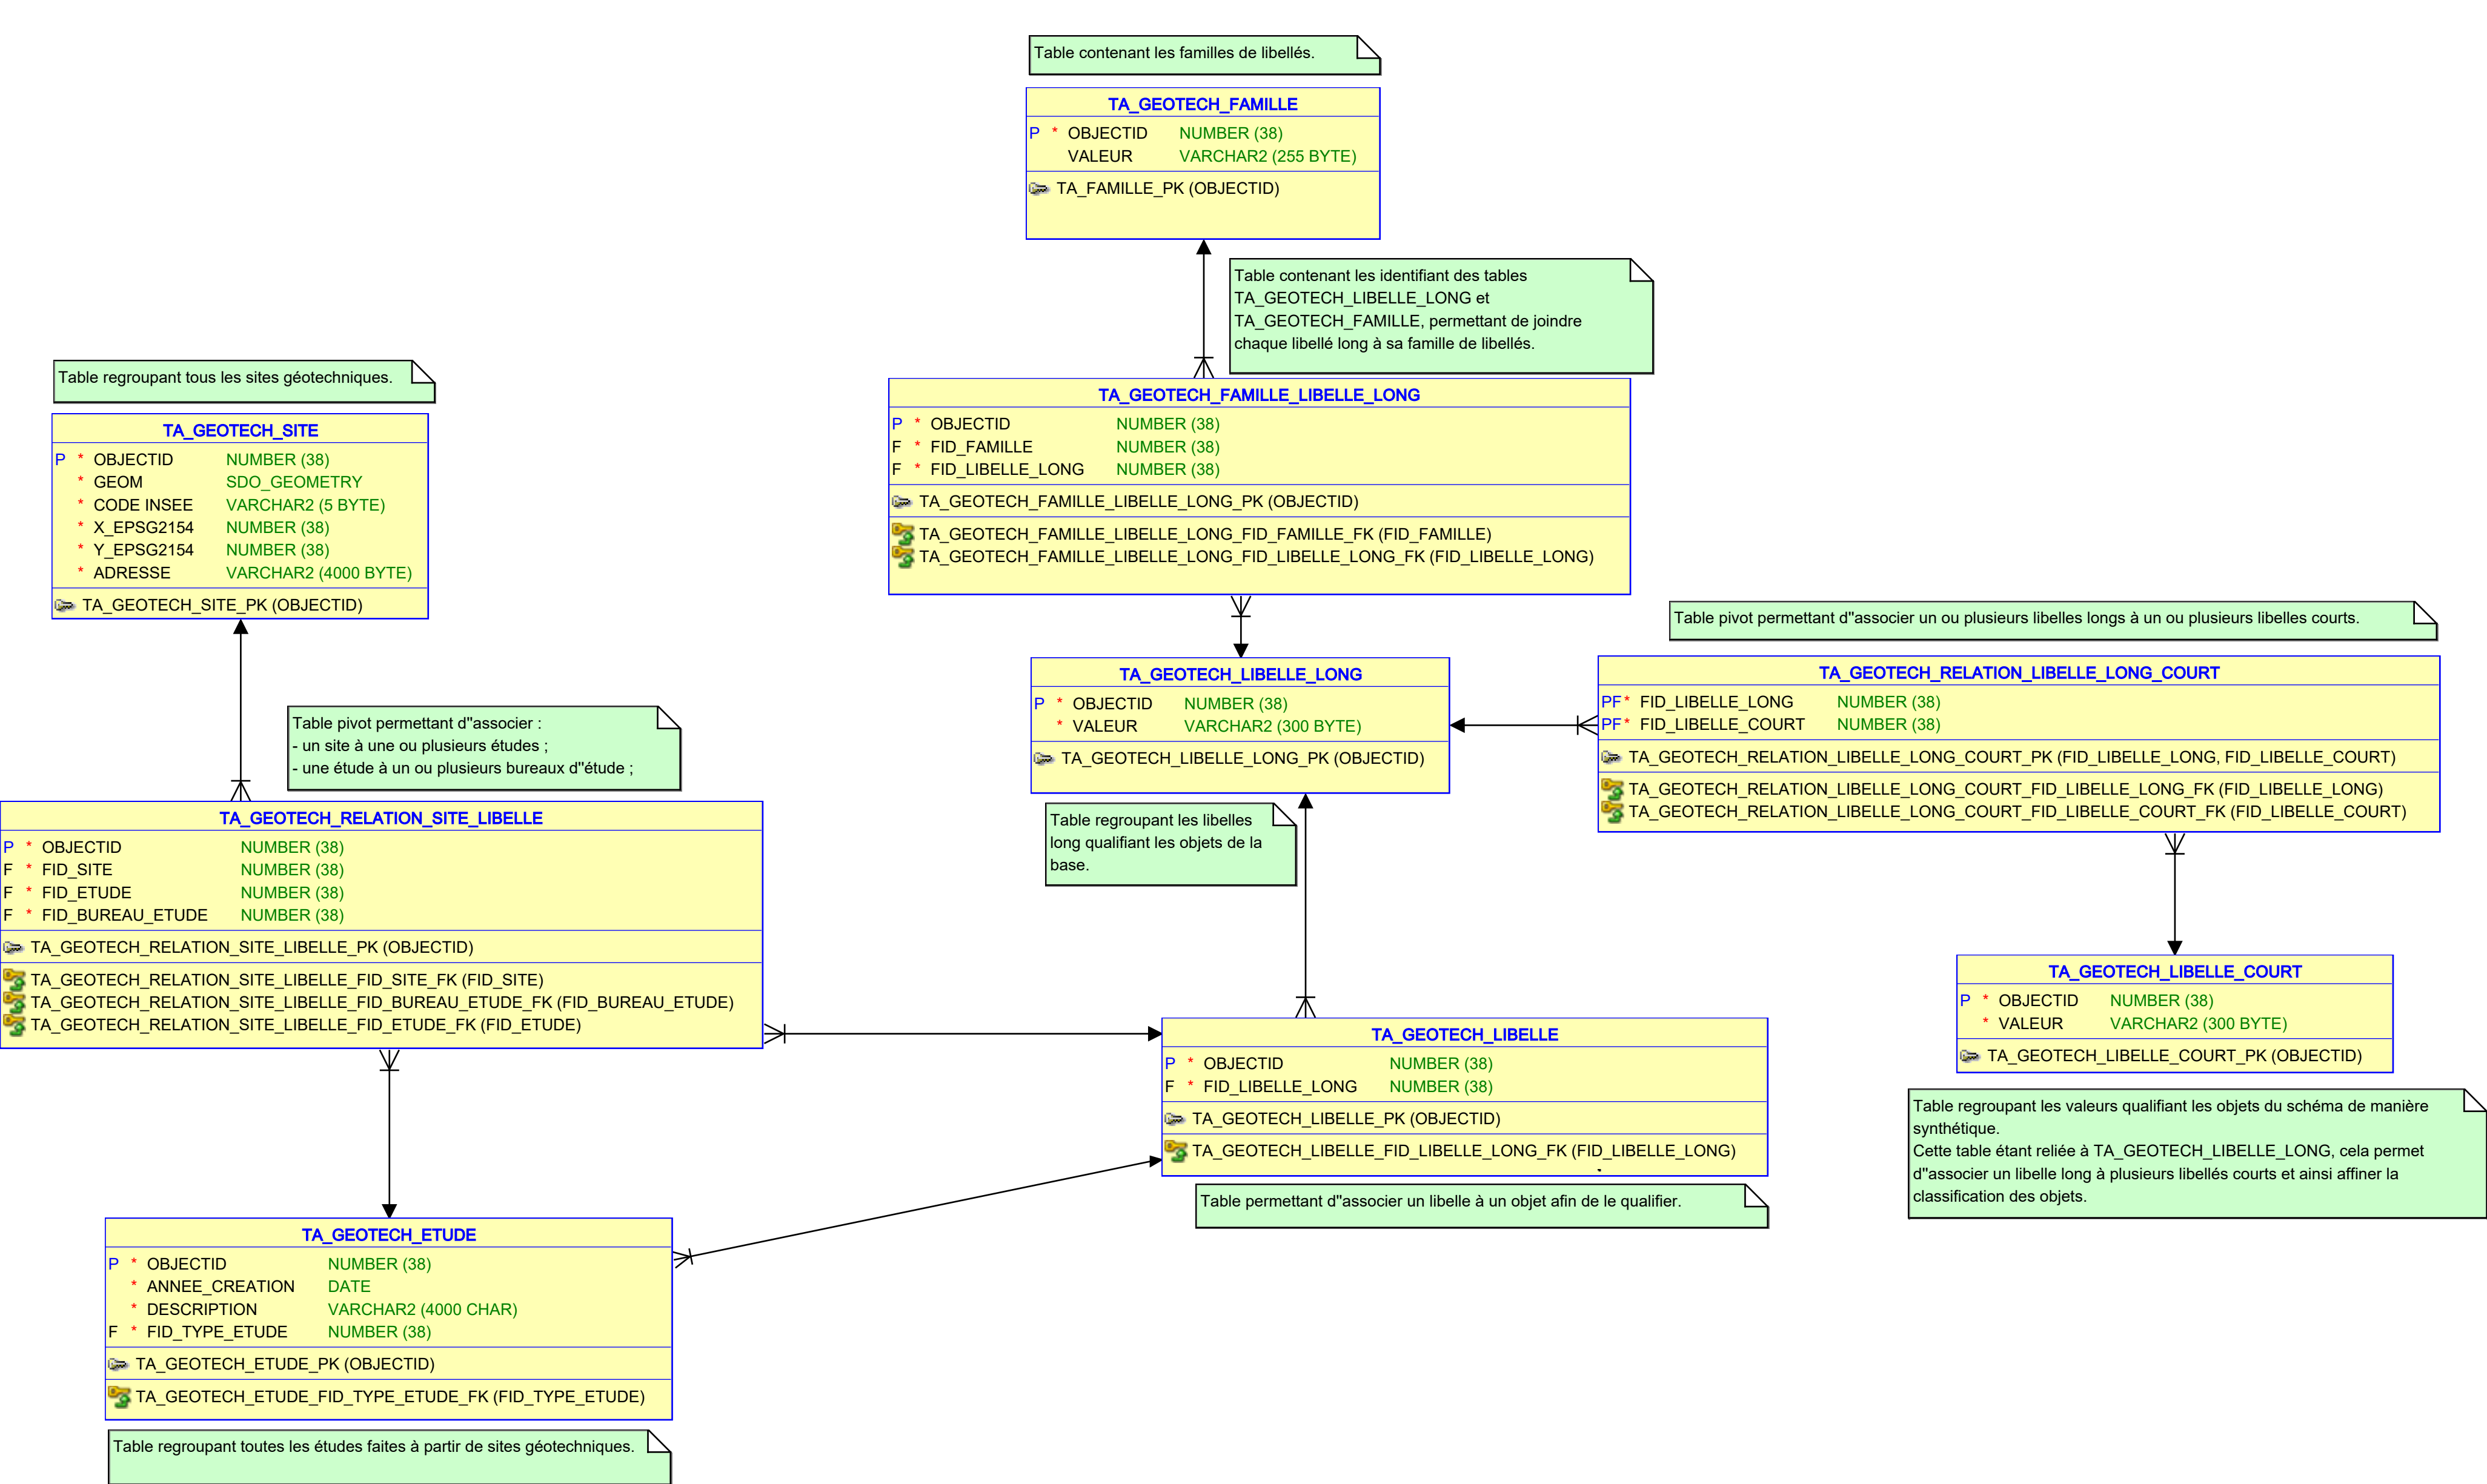 Table contenant les familles de libellés.
TA_GEOTECH_FAMILLE
P * OBJECTID NUMBER (38)
VALEUR VARCHAR2 (255 BYTE)
TA_FAMILLE_PK (OBJECTID)
Table contenant les identifiant des tables
TA_GEOTECH_LIBELLE_LONG et
TA_GEOTECH_FAMILLE, permettant de joindre
chaque libellé long à sa famille de libellés.
TA_GEOTECH_FAMILLE_LIBELLE_LONG
P * OBJECTID NUMBER (38)
F * FID_FAMILLE NUMBER (38)
F * FID_LIBELLE_LONG NUMBER (38)
TA_GEOTECH_FAMILLE_LIBELLE_LONG_PK (OBJECTID)
TA_GEOTECH_FAMILLE_LIBELLE_LONG_FID_FAMILLE_FK (FID_FAMILLE)
TA_GEOTECH_FAMILLE_LIBELLE_LONG_FID_LIBELLE_LONG_FK (FID_LIBELLE_LONG)
Table regroupant tous les sites géotechniques.
TA_GEOTECH_SITE
P * OBJECTID NUMBER (38)
* GEOM SDO_GEOMETRY
* CODE INSEE VARCHAR2 (5 BYTE)
* X_EPSG2154 NUMBER (38)
* Y_EPSG2154 NUMBER (38)
* ADRESSE VARCHAR2 (4000 BYTE)
TA_GEOTECH_SITE_PK (OBJECTID)
Table pivot permettant d"associer :
- un site à une ou plusieurs études ;
- une étude à un ou plusieurs bureaux d"étude ;
TA_GEOTECH_RELATION_SITE_LIBELLE
P * OBJECTID NUMBER (38)
F * FID_SITE NUMBER (38)
F * FID_ETUDE NUMBER (38)
F * FID_BUREAU_ETUDE NUMBER (38)
TA_GEOTECH_RELATION_SITE_LIBELLE_PK (OBJECTID)
TA_GEOTECH_RELATION_SITE_LIBELLE_FID_SITE_FK (FID_SITE)
TA_GEOTECH_RELATION_SITE_LIBELLE_FID_BUREAU_ETUDE_FK (FID_BUREAU_ETUDE)
TA_GEOTECH_RELATION_SITE_LIBELLE_FID_ETUDE_FK (FID_ETUDE)
TA_GEOTECH_LIBELLE_LONG
P * OBJECTID NUMBER (38)
* VALEUR VARCHAR2 (300 BYTE)
TA_GEOTECH_LIBELLE_LONG_PK (OBJECTID)
Table regroupant les libelles
long qualifiant les objets de la
base.
Table pivot permettant d"associer un ou plusieurs libelles longs à un ou plusieurs libelles courts.
TA_GEOTECH_RELATION_LIBELLE_LONG_COURT
PF * FID_LIBELLE_LONG NUMBER (38)
PF * FID_LIBELLE_COURT NUMBER (38)
TA_GEOTECH_RELATION_LIBELLE_LONG_COURT_PK (FID_LIBELLE_LONG, FID_LIBELLE_COURT)
TA_GEOTECH_RELATION_LIBELLE_LONG_COURT_FID_LIBELLE_LONG_FK (FID_LIBELLE_LONG)
TA_GEOTECH_RELATION_LIBELLE_LONG_COURT_FID_LIBELLE_COURT_FK (FID_LIBELLE_COURT)
TA_GEOTECH_LIBELLE_COURT
P * OBJECTID NUMBER (38)
* VALEUR VARCHAR2 (300 BYTE)
TA_GEOTECH_LIBELLE_COURT_PK (OBJECTID)
Table regroupant les valeurs qualifiant les objets du schéma de manière
synthétique.
Cette table étant reliée à TA_GEOTECH_LIBELLE_LONG, cela permet
d"associer un libelle long à plusieurs libellés courts et ainsi affiner la
classification des objets.
TA_GEOTECH_LIBELLE
P * OBJECTID NUMBER (38)
F * FID_LIBELLE_LONG NUMBER (38)
TA_GEOTECH_LIBELLE_PK (OBJECTID)
TA_GEOTECH_LIBELLE_FID_LIBELLE_LONG_FK (FID_LIBELLE_LONG)
Table permettant d"associer un libelle à un objet afin de le qualifier.
TA_GEOTECH_ETUDE
P * OBJECTID NUMBER (38)
* ANNEE_CREATION DATE
* DESCRIPTION VARCHAR2 (4000 CHAR)
F * FID_TYPE_ETUDE NUMBER (38)
TA_GEOTECH_ETUDE_PK (OBJECTID)
TA_GEOTECH_ETUDE_FID_TYPE_ETUDE_FK (FID_TYPE_ETUDE)
Table regroupant toutes les études faites à partir de sites géotechniques.